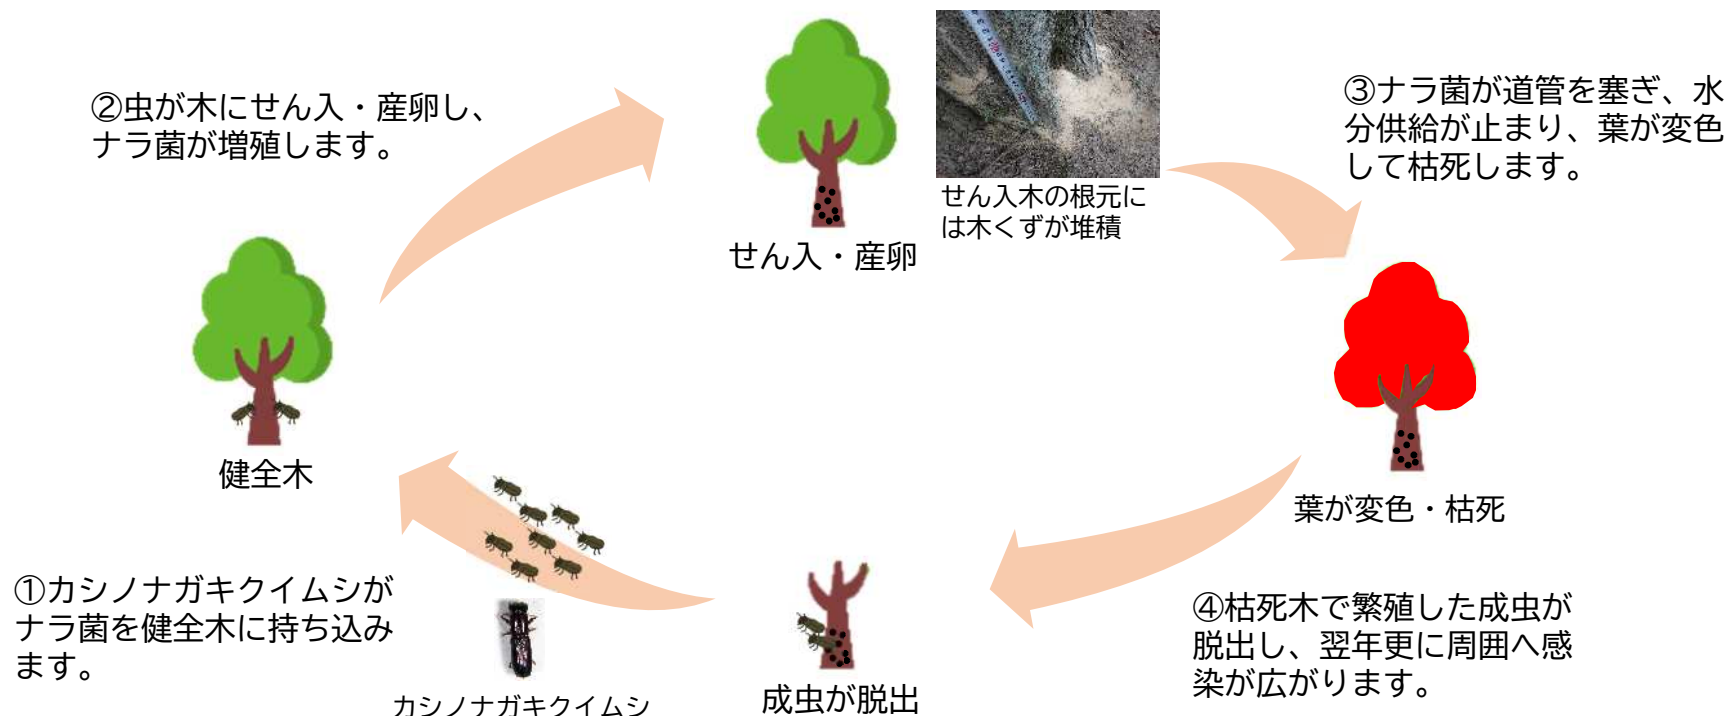 ②虫が木にせん入・産卵し、
ナラ菌が増殖します。
③ナラ菌が道管を塞ぎ、水
分供給が止まり、葉が変色
して枯死します。
せん入木の根元に
は木くずが堆積
せん入・産卵
健全木
葉が変色・枯死
①カシノナガキクイムシが
ナラ菌を健全木に持ち込み
ます。
④枯死木で繁殖した成虫が
脱出し、翌年更に周囲へ感
染が広がります。
カシノナガキクイムシ
成虫が脱出